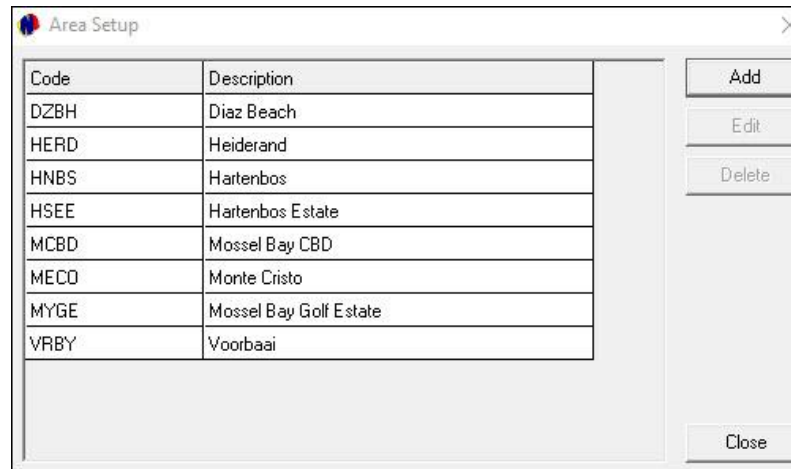 Area Setup
Code Description
DZBH Diaz Beach
HERD Heiderand
HNBS Hartenbos
HSEE Hartenbos Estate
MCBD Mossel Bay CBD
MECO Monte Cristo
MYGE Mossel Bay Golf Estate
VRBY Voorbaai
Add
Edit
Delete
Close